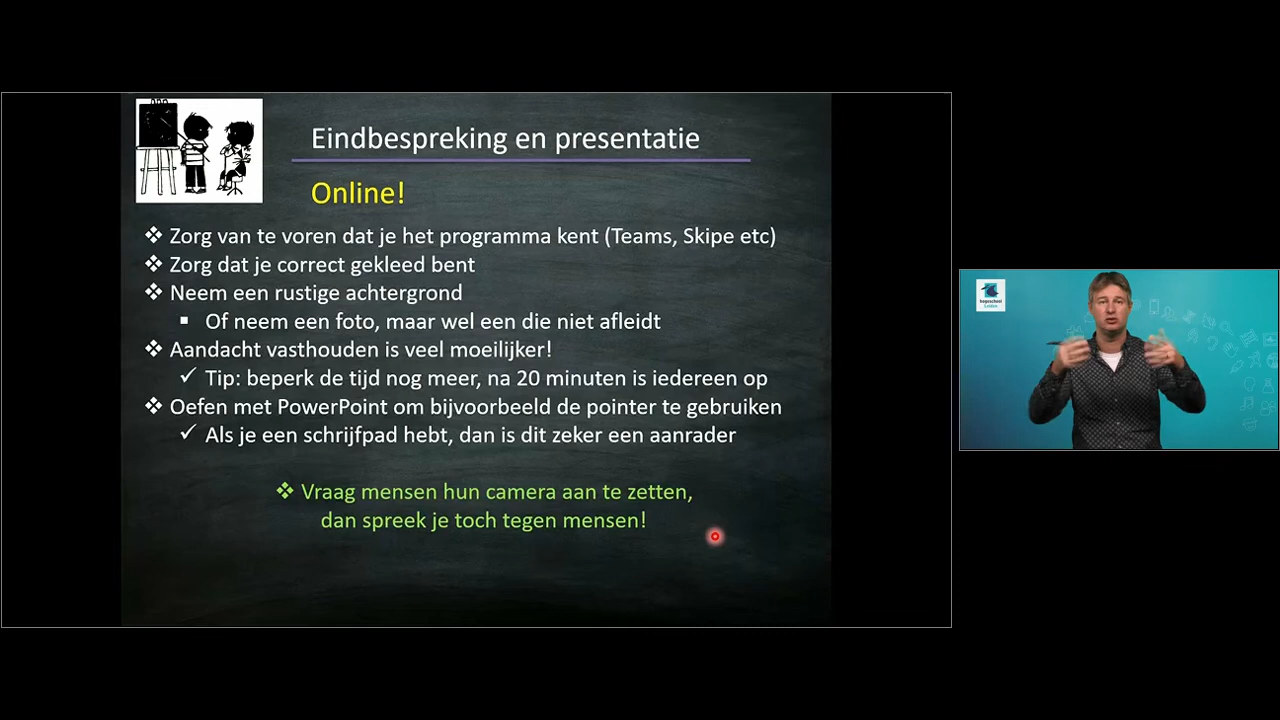 Eindbespreking en presentatie
Online!
❖ Zorg van te voren dat je het programma kent (Teams, Skipe etc)
❖ Zorg dat je correct gekleed bent
❖ Neem een rustige achtergrond
▪ Of neem een foto, maar wel een die niet afleidt
❖ Aandacht vasthouden is veel moeilijker!
✓ Tip: beperk de tijd nog meer, na 20 minuten is iedereen op
❖ Oefen met PowerPoint om bijvoorbeeld de pointer te gebruiken
✓ Als je een schrijfpad hebt, dan is dit zeker een aanrader
❖ Vraag mensen hun camera aan te zetten,
dan spreek je toch tegen mensen!
hogeschool
Leiden